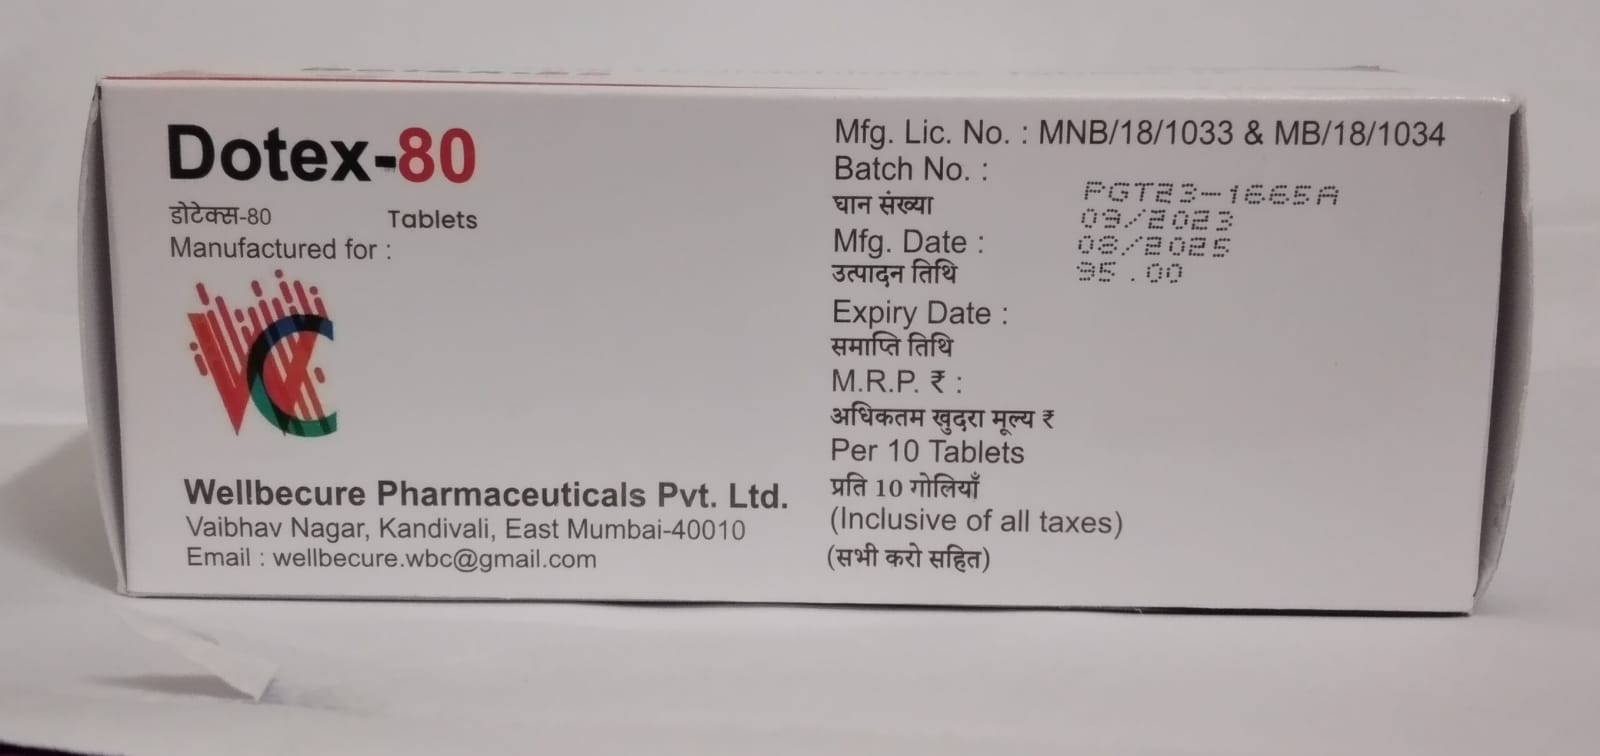 Dotex-80
डोटेक्स-80 Tablets
Manufactured for :
Wellbecure Pharmaceuticals Pvt. Ltd.
Vaibhav Nagar, Kandivali, East Mumbai-40010
Email : wellbecure.wbc@gmail.com
Mfg. Lic. No. : MNB/18/1033 & MB/18/1034
Batch No. :
घान संख्या
Mfg. Date :
उत्पादन तिथि
Expiry Date :
समाप्ति तिथि
M.R.P. ₹ :
अधिकतम खुदरा मूल्य ₹
Per 10 Tablets
प्रति 10 गोलियाँ
(Inclusive of all taxes)
(सभी करो सहित)
PGT23-1665A
09/2023
08/2025
95.00